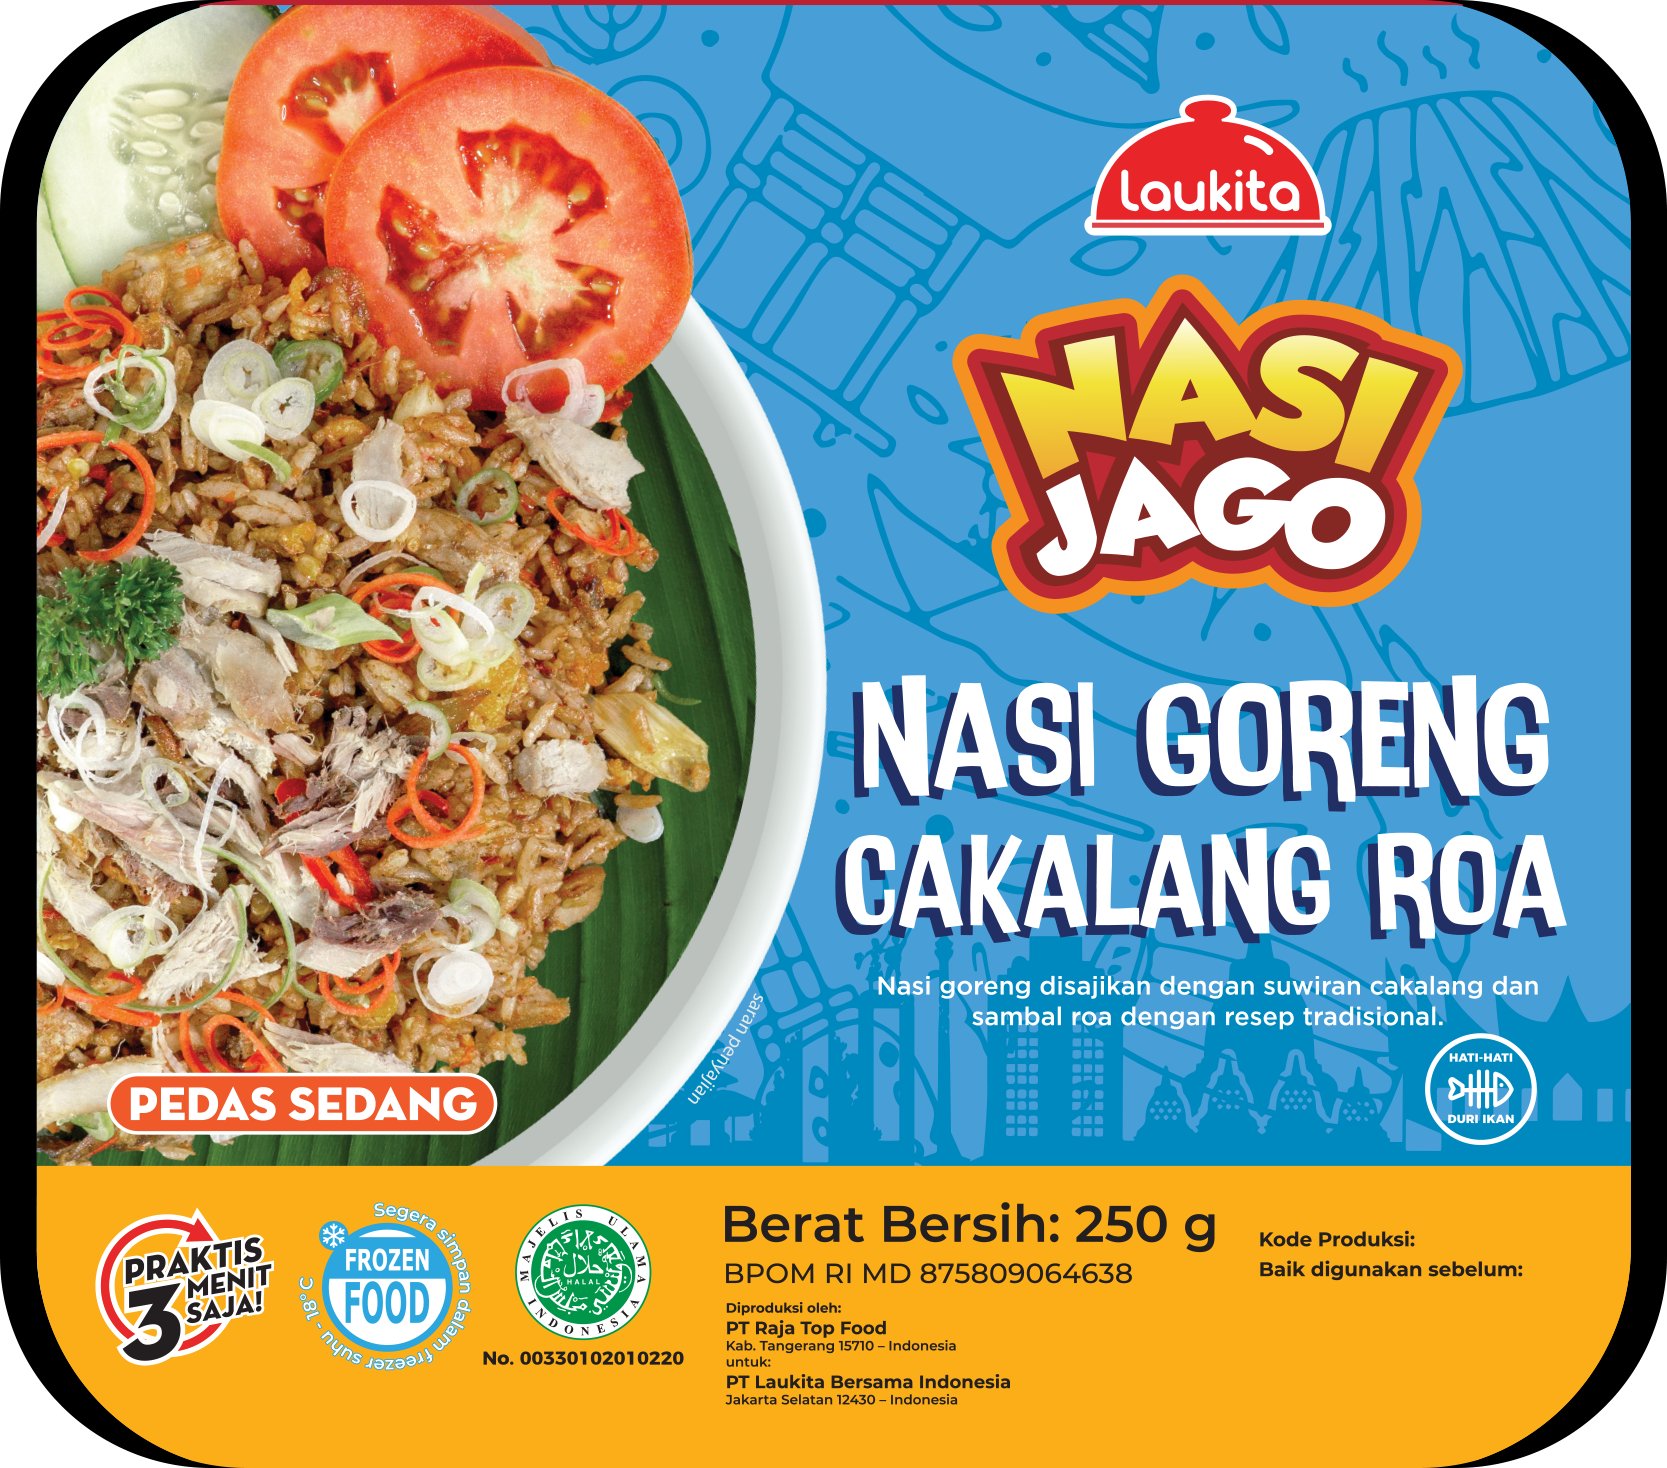 Laukita
NASI
JAGO
NASI GORENG
CAKALANG ROA
Nasi goreng disajikan dengan suwiran cakalang dan
sambal roa dengan resep tradisional.
HATI-HATI
DURI IKAN
saran penyajian
PEDAS SEDANG
PRAKTIS
3 MENIT
SAJA!
Segera simpan dalam freezer suhu - 18° C
FROZEN
FOOD
MAJELIS ULAMA
INDONESIA
حلال
HALAL
No. 00330102010220
Berat Bersih: 250 g
BPOM RI MD 875809064638
Diproduksi oleh:
PT Raja Top Food
Kab. Tangerang 15710 – Indonesia
untuk:
PT Laukita Bersama Indonesia
Jakarta Selatan 12430 – Indonesia
Kode Produksi:
Baik digunakan sebelum: